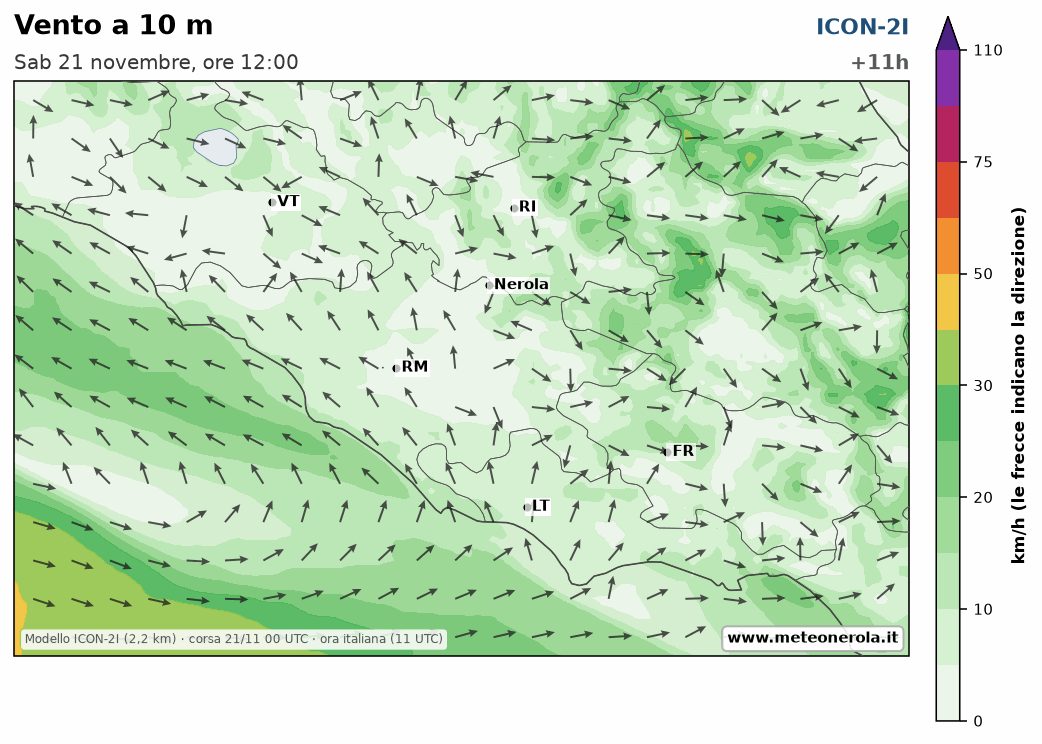 Vento a 10 m
ICON-2I
Sab 21 novembre, ore 12:00
+11h
VT
RI
Nerola
RM
FR
LT
Modello ICON-2I (2,2 km) · corsa 21/11 00 UTC · ora italiana (11 UTC)
www.meteonerola.it
110
75
50
30
20
10
0
km/h (le frecce indicano la direzione)